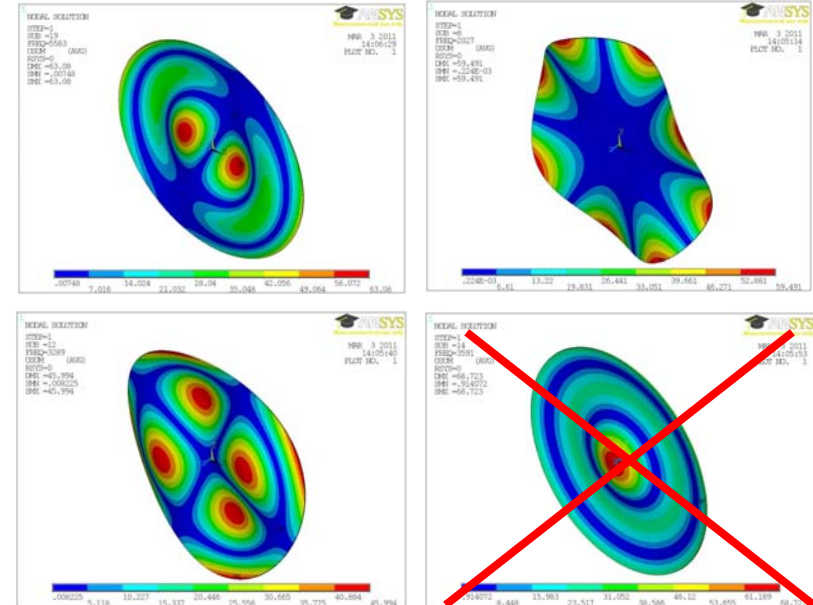 1
NODAL SOLUTION
STEP=1
SUB =19
FREQ=5583
USUM (AVG)
RSYS=0
DMX =63.08
SMN =.00748
SMX =63.08
ANSYS
MAR 3 2011
14:06:29
PLOT NO. 1
.00748 14.024 28.04 42.056 56.072
7.016 21.032 35.048 49.064 63.08
1
NODAL SOLUTION
STEP=1
SUB =8
FREQ=2027
USUM (AVG)
RSYS=0
DMX =59.491
SMN =.224E-03
SMX =59.491
ANSYS
MAR 3 2011
14:05:14
PLOT NO. 1
.224E-03 13.22 26.441 39.661 52.881
6.61 19.831 33.051 46.271 59.491
1
NODAL SOLUTION
STEP=1
SUB =12
FREQ=3289
USUM (AVG)
RSYS=0
DMX =45.994
SMN =.008225
SMX =45.994
ANSYS
MAR 3 2011
14:05:40
PLOT NO. 1
.008225 10.227 20.446 30.665 40.884
5.118 15.337 25.556 35.775 45.994
1
NODAL SOLUTION
STEP=1
SUB =14
FREQ=3591
USUM (AVG)
RSYS=0
DMX =68.723
SMN =.914072
SMX =68.723
ANSYS
MAR 3 2011
14:05:53
PLOT NO. 1
.914072 15.983 31.052 46.12 61.189
8.448 23.517 38.586 53.655